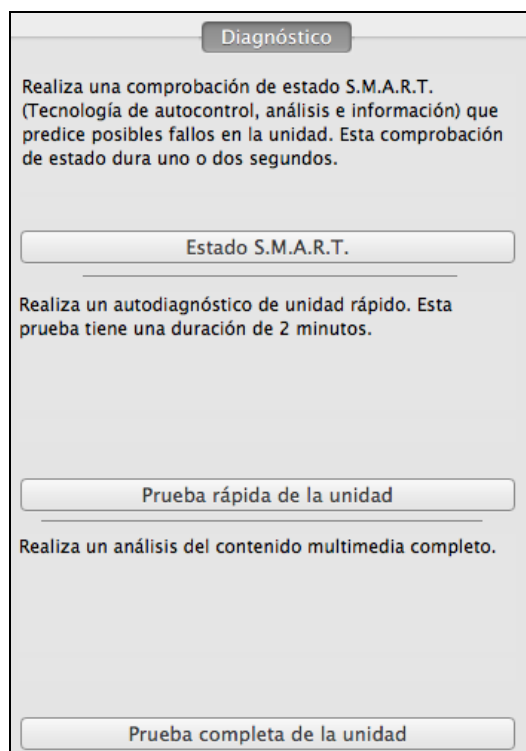 Diagnóstico
Realiza una comprobación de estado S.M.A.R.T.
(Tecnología de autocontrol, análisis e información) que
predice posibles fallos en la unidad. Esta comprobación
de estado dura uno o dos segundos.
Estado S.M.A.R.T.
Realiza un autodiagnóstico de unidad rápido. Esta
prueba tiene una duración de 2 minutos.
Prueba rápida de la unidad
Realiza un análisis del contenido multimedia completo.
Prueba completa de la unidad